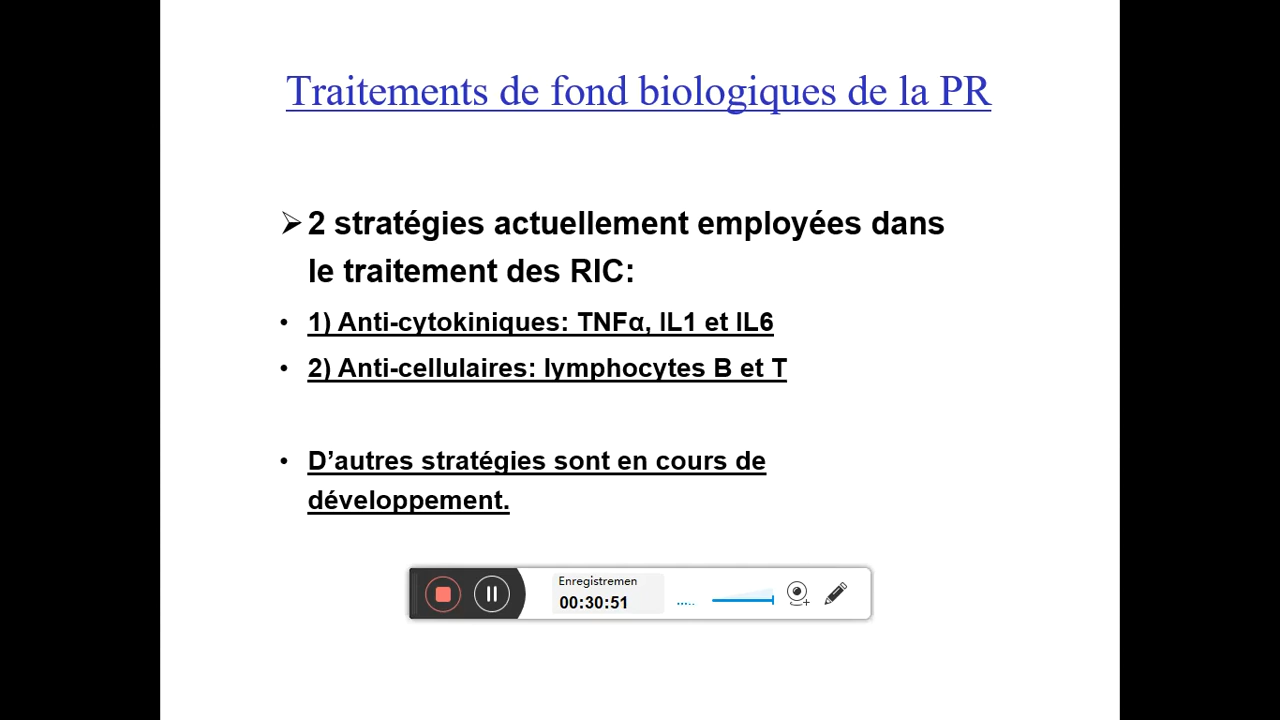 Traitements de fond biologiques de la PR
➢ 2 stratégies actuellement employées dans
le traitement des RIC:
• 1) Anti-cytokiniques: TNFα, IL1 et IL6
• 2) Anti-cellulaires: lymphocytes B et T
• D’autres stratégies sont en cours de
développement.
Enregistremen
00:30:51